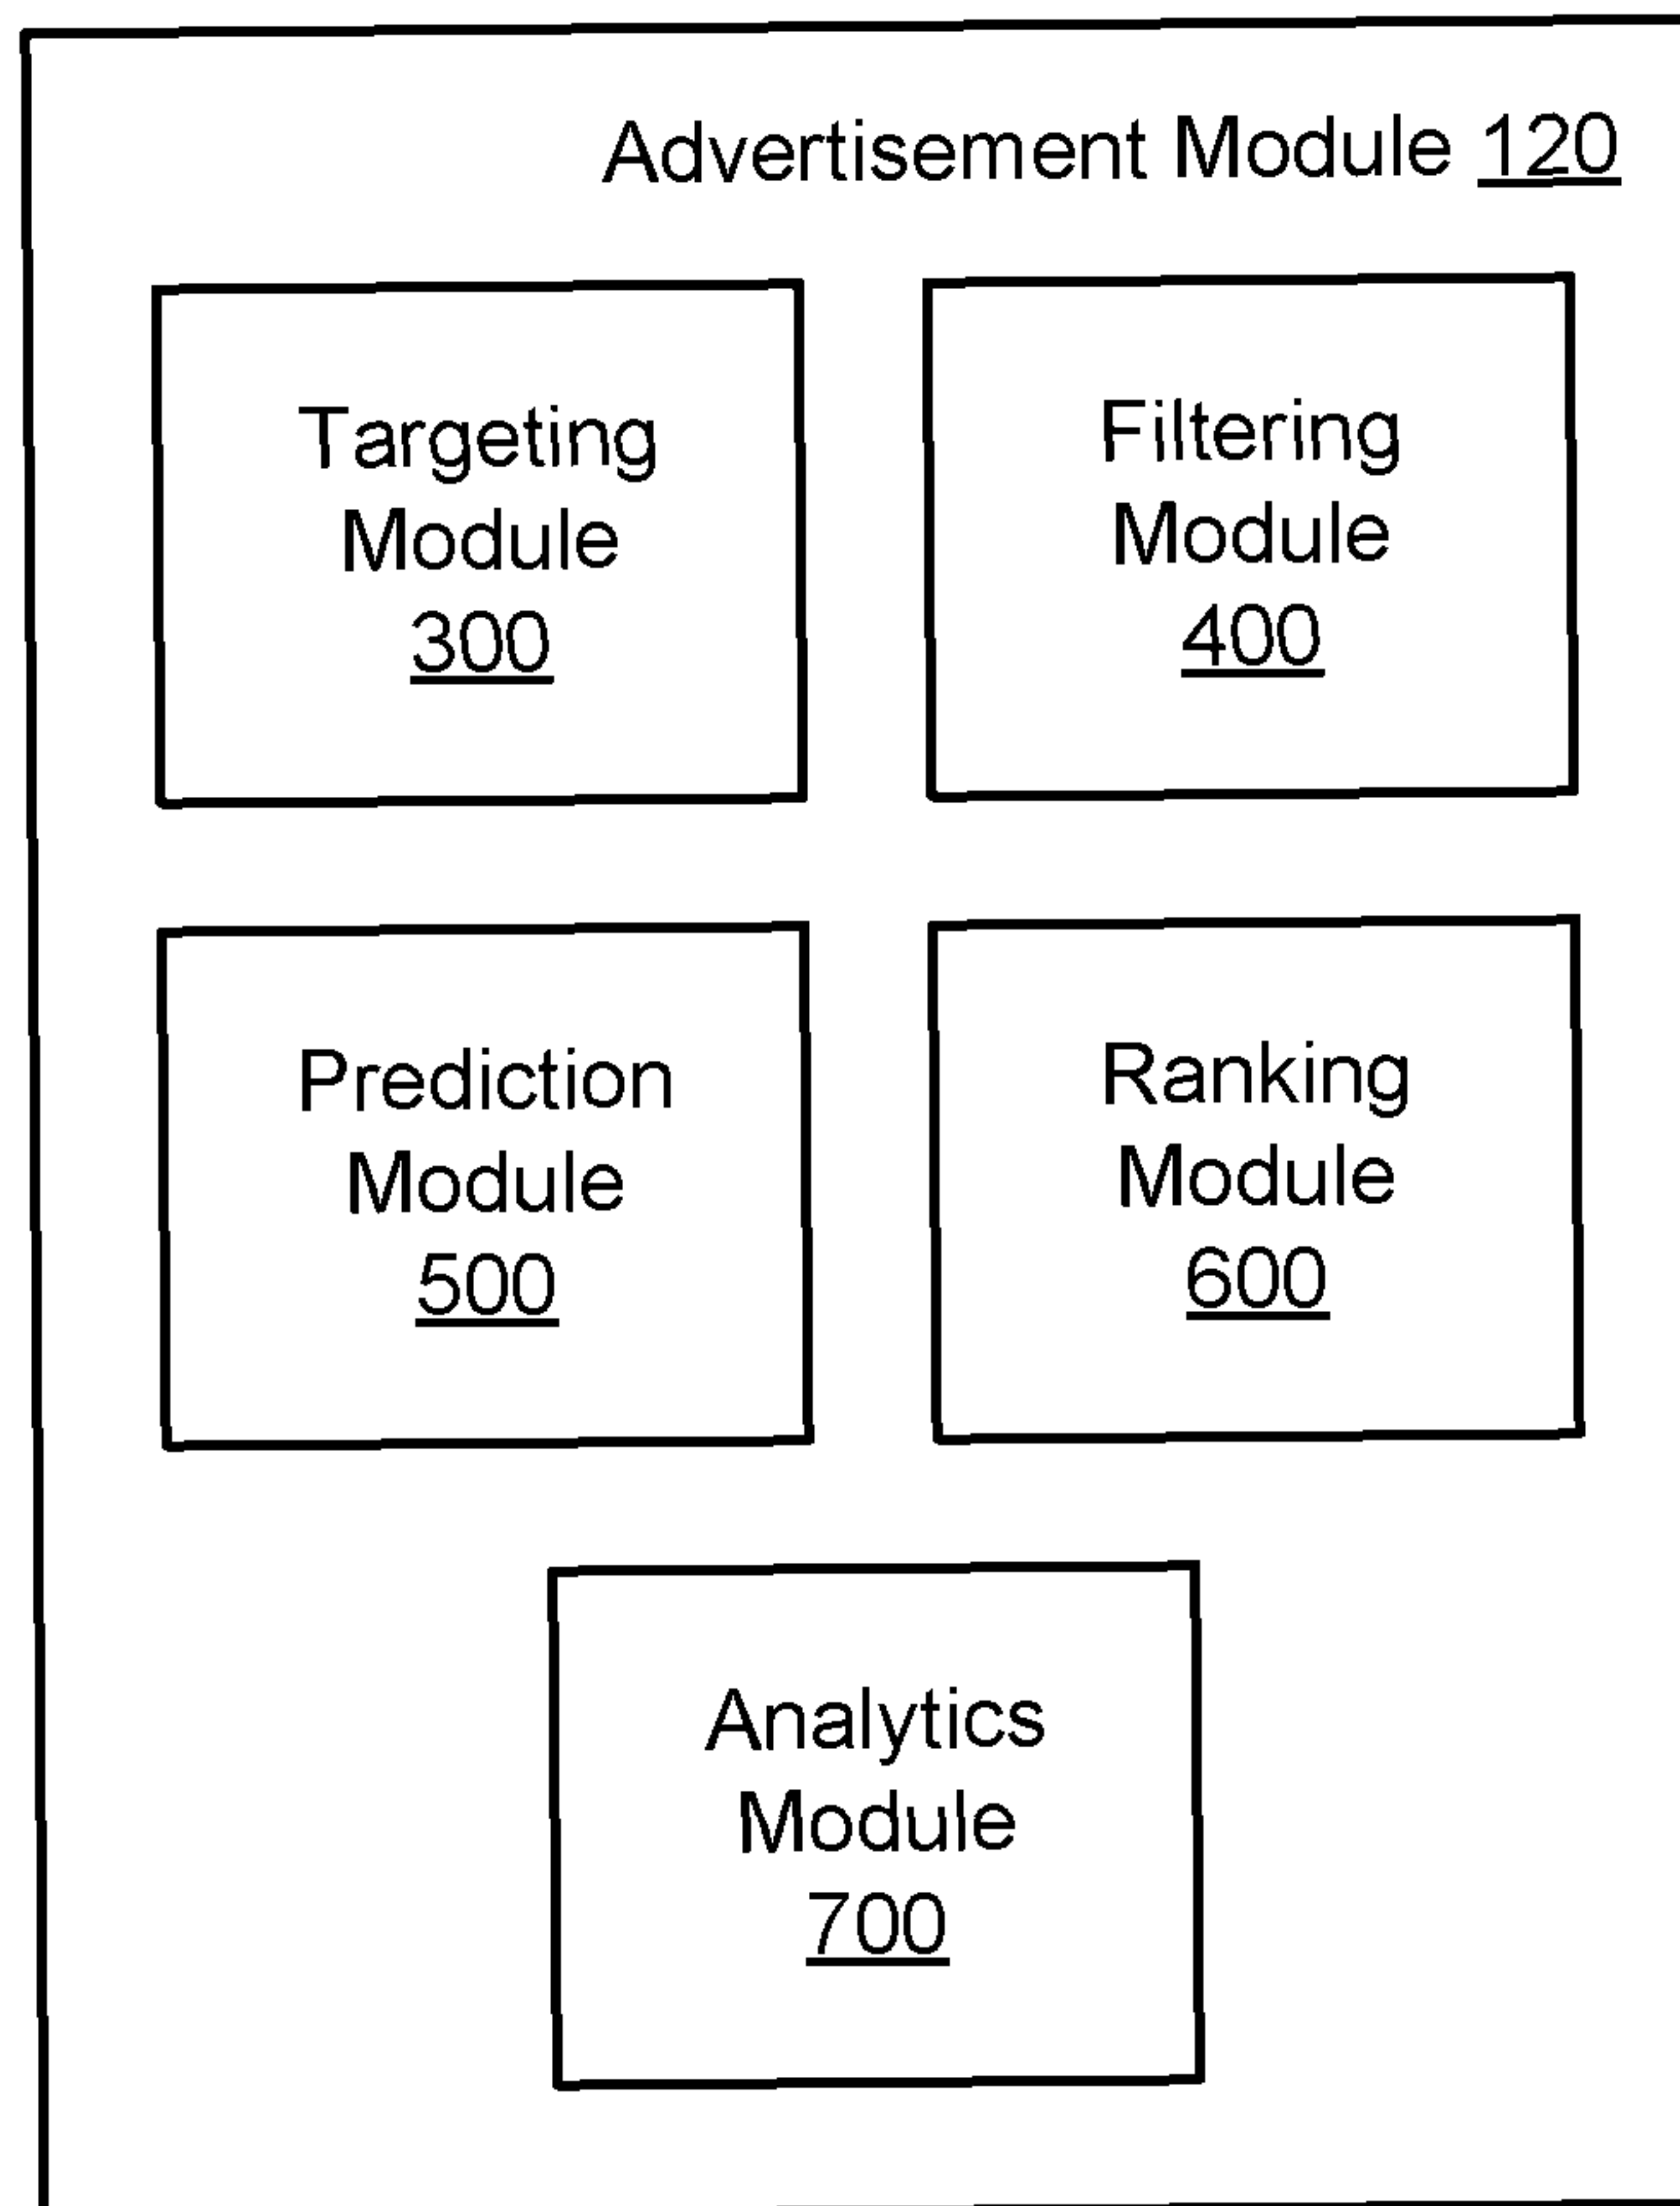 Advertisement Module 120
Targeting
Module
300
Filtering
Module
400
Prediction
Module
500
Ranking
Module
600
Analytics
Module
700